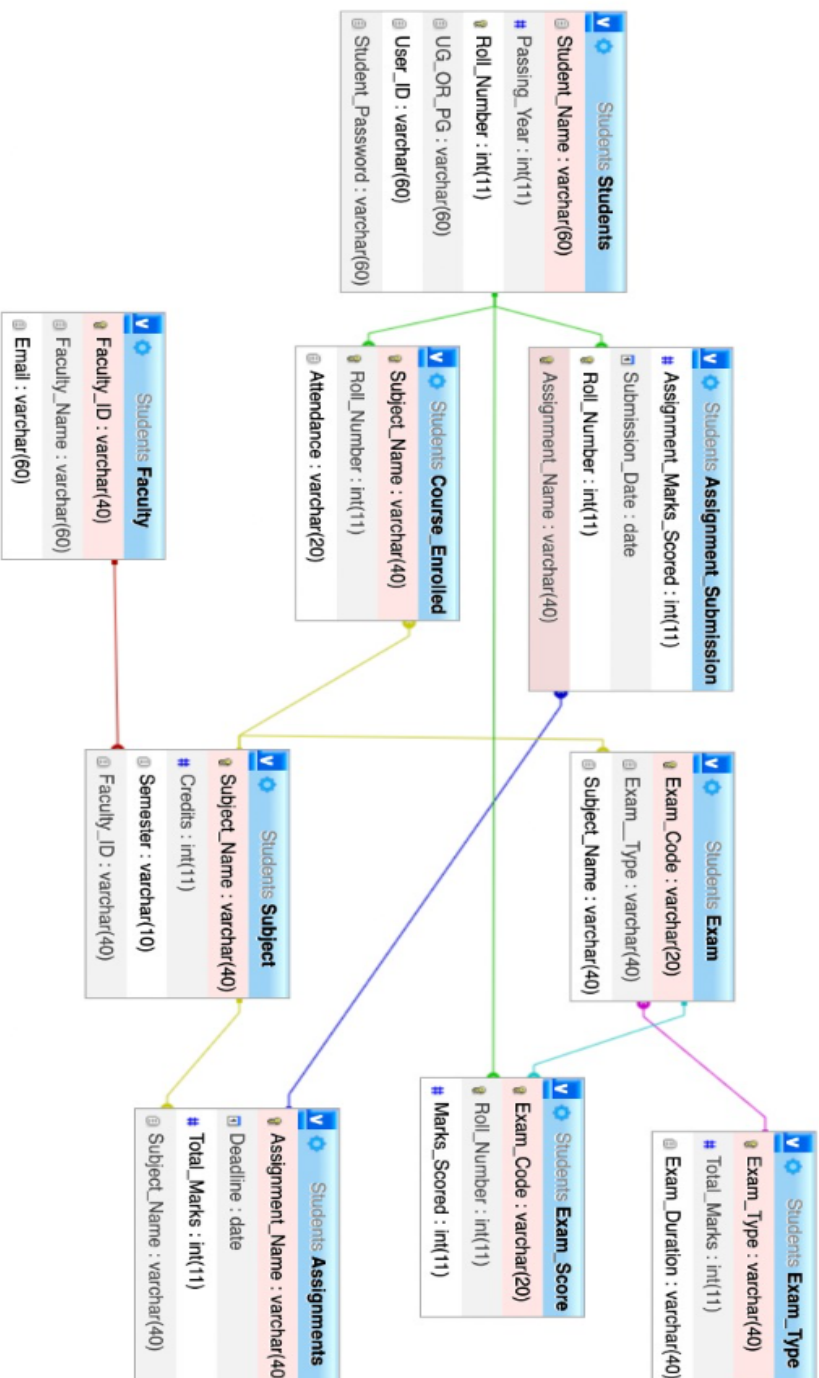 Students Students
Student_Name : varchar(60)
Passing_Year : int(11)
Roll_Number : int(11)
UG_OR_PG : varchar(60)
User_ID : varchar(60)
Student_Password : varchar(60)
Students Assignment_Submission
Assignment_Marks_Scored : int(11)
Submission_Date : date
Roll_Number : int(11)
Assignment_Name : varchar(40)
Students Course_Enrolled
Subject_Name : varchar(40)
Roll_Number : int(11)
Attendance : varchar(20)
Students Faculty
Faculty_ID : varchar(40)
Faculty_Name : varchar(60)
Email : varchar(60)
Students Exam
Exam_Code : varchar(20)
Exam__Type : varchar(40)
Subject_Name : varchar(40)
Students Subject
Subject_Name : varchar(40)
Credits : int(11)
Semester : varchar(10)
Faculty_ID : varchar(40)
Students Exam_Type
Exam_Type : varchar(40)
Total_Marks : int(11)
Exam_Duration : varchar(40)
Students Exam_Score
Exam_Code : varchar(20)
Roll_Number : int(11)
Marks_Scored : int(11)
Students Assignments
Assignment_Name : varchar(40
Deadline : date
Total_Marks : int(11)
Subject_Name : varchar(40)